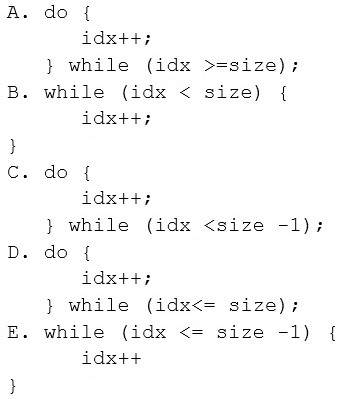 A. do {
       idx++;
   } while (idx >=size);
B. while (idx < size) {
       idx++;
}
C. do {
       idx++;
   } while (idx <size -1);
D. do {
       idx++;
   } while (idx<= size);
E. while (idx <= size -1) {
       idx++
}